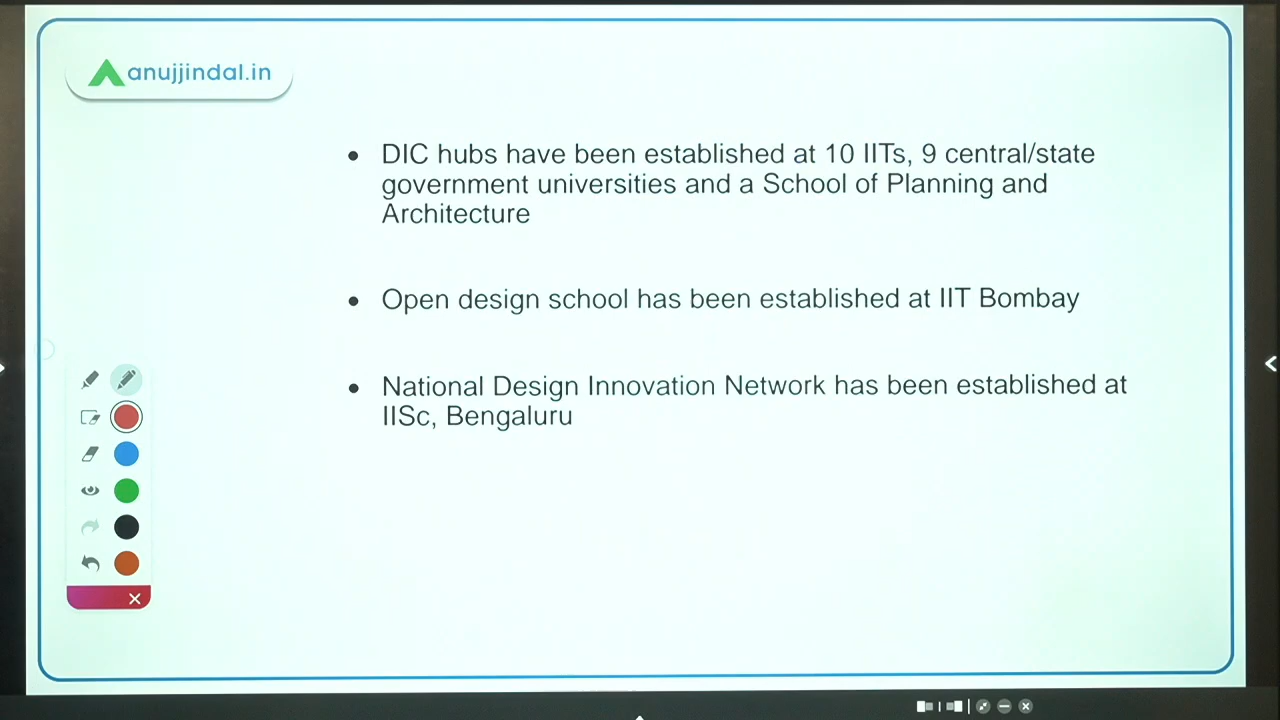 anujjindal.in
• DIC hubs have been established at 10 IITs, 9 central/state
government universities and a School of Planning and
Architecture
• Open design school has been established at IIT Bombay
• National Design Innovation Network has been established at
IISc, Bengaluru